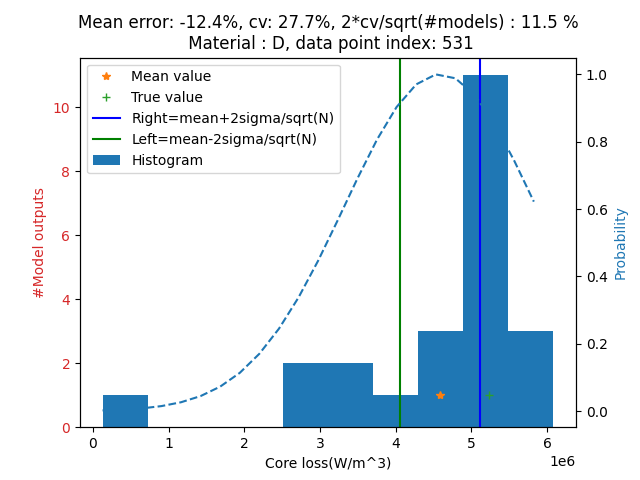 Mean error: -12.4%, cv: 27.7%, 2*cv/sqrt(#models) : 11.5 %
Material : D, data point index: 531
Mean value
True value
Right=mean+2sigma/sqrt(N)
Left=mean-2sigma/sqrt(N)
Histogram
#Model outputs
10
8
6
4
2
0
Probability
1.0
0.8
0.6
0.4
0.2
0.0
0 1 2 3 4 5 6
1e6
Core loss(W/m^3)